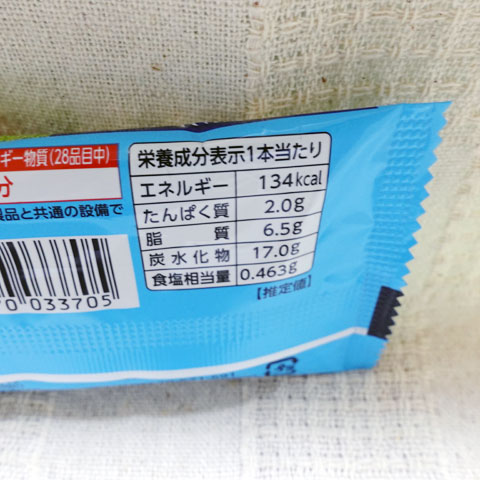 ギー物質(28品目中)
分
製品と共通の設備で
0 033705
栄養成分表示1本当たり
エネルギー 134kcal
たんぱく質 2.0g
脂質 6.5g
炭水化物 17.0g
食塩相当量 0.463g
【推定値】